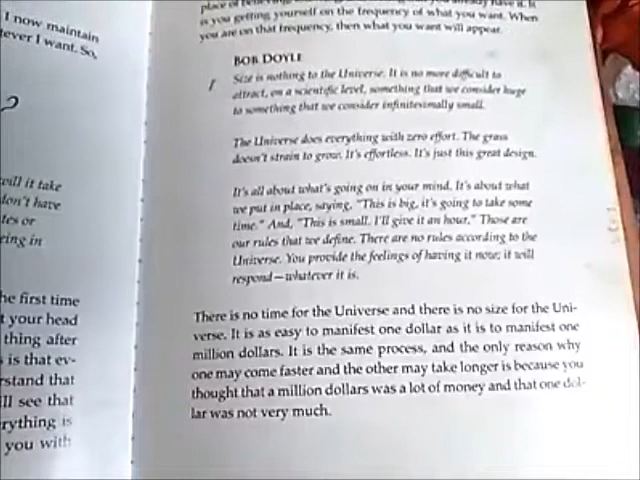 I now maintain
tever I want. So,
will it take
don't have
tes or
ring in
he first time
t your head
thing after
is that ev-
rstand that
ll see that
rything is
you with
is you getting yourself on the frequency of what you want. When
you are on that frequency, then what you want will appear.
BOB DOYLE
Size is nothing to the Universe. It is no more difficult to
attract, on a scientific level, something that we consider huge
to something that we consider infinitesimally small.
The Universe does everything with zero effort. The grass
doesn't strain to grow. It's effortless. It's just this great design.
It's all about what's going on in your mind. It's about what
we put in place, saying, "This is big, it's going to take some
time." And, "This is small. I'll give it an hour." Those are
our rules that we define. There are no rules according to the
Universe. You provide the feelings of having it now; it will
respond—whatever it is.
There is no time for the Universe and there is no size for the Uni-
verse. It is as easy to manifest one dollar as it is to manifest one
million dollars. It is the same process, and the only reason why
one may come faster and the other may take longer is because you
thought that a million dollars was a lot of money and that one dol-
lar was not very much.